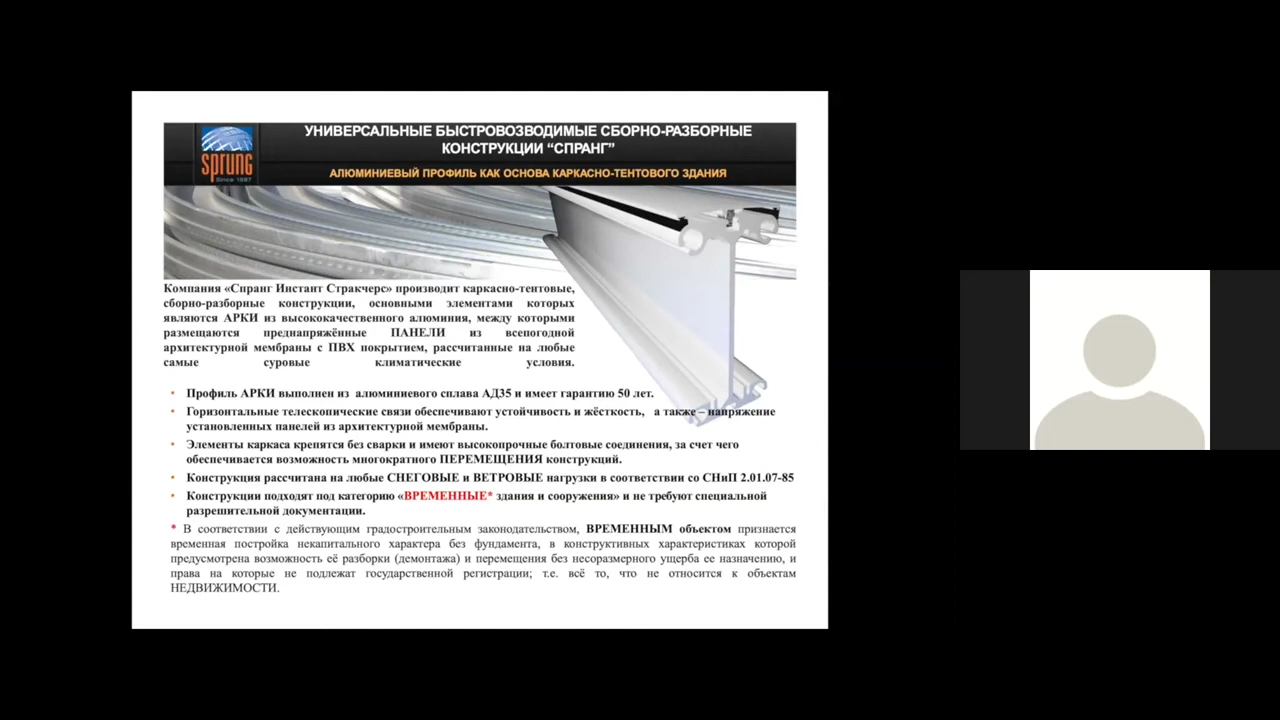 УНИВЕРСАЛЬНЫЕ БЫСТРОВОЗВОДИМЫЕ СБОРНО-РАЗБОРНЫЕ
КОНСТРУКЦИИ “СПРАНГ”
sprung
Since 1887
АЛЮМИНИЕВЫЙ ПРОФИЛЬ КАК ОСНОВА КАРКАСНО-ТЕНТОВОГО ЗДАНИЯ
Компания «Спранг Инстант Стракчерс» производит каркасно-тентовые,
сборно-разборные конструкции, основными элементами которых
являются АРКИ из высококачественного алюминия, между которыми
размещаются преднапряжённые ПАНЕЛИ из всепогодной
архитектурной мембраны с ПВХ покрытием, рассчитанные на любые
самые суровые климатические условия.
• Профиль АРКИ выполнен из алюминиевого сплава АД35 и имеет гарантию 50 лет.
• Горизонтальные телескопические связи обеспечивают устойчивость и жёсткость, а также – напряжение
установленных панелей из архитектурной мембраны.
• Элементы каркаса крепятся без сварки и имеют высокопрочные болтовые соединения, за счет чего
обеспечивается возможность многократного ПЕРЕМЕЩЕНИЯ конструкций.
• Конструкция рассчитана на любые СНЕГОВЫЕ и ВЕТРОВЫЕ нагрузки в соответствии со СНиП 2.01.07-85
• Конструкции подходят под категорию «ВРЕМЕННЫЕ* здания и сооружения» и не требуют специальной
разрешительной документации.
* В соответствии с действующим градостроительным законодательством, ВРЕМЕННЫМ объектом признается
временная постройка некапитального характера без фундамента, в конструктивных характеристиках которой
предусмотрена возможность её разборки (демонтажа) и перемещения без несоразмерного ущерба ее назначению, и
права на которые не подлежат государственной регистрации; т.е. всё то, что не относится к объектам
НЕДВИЖИМОСТИ.